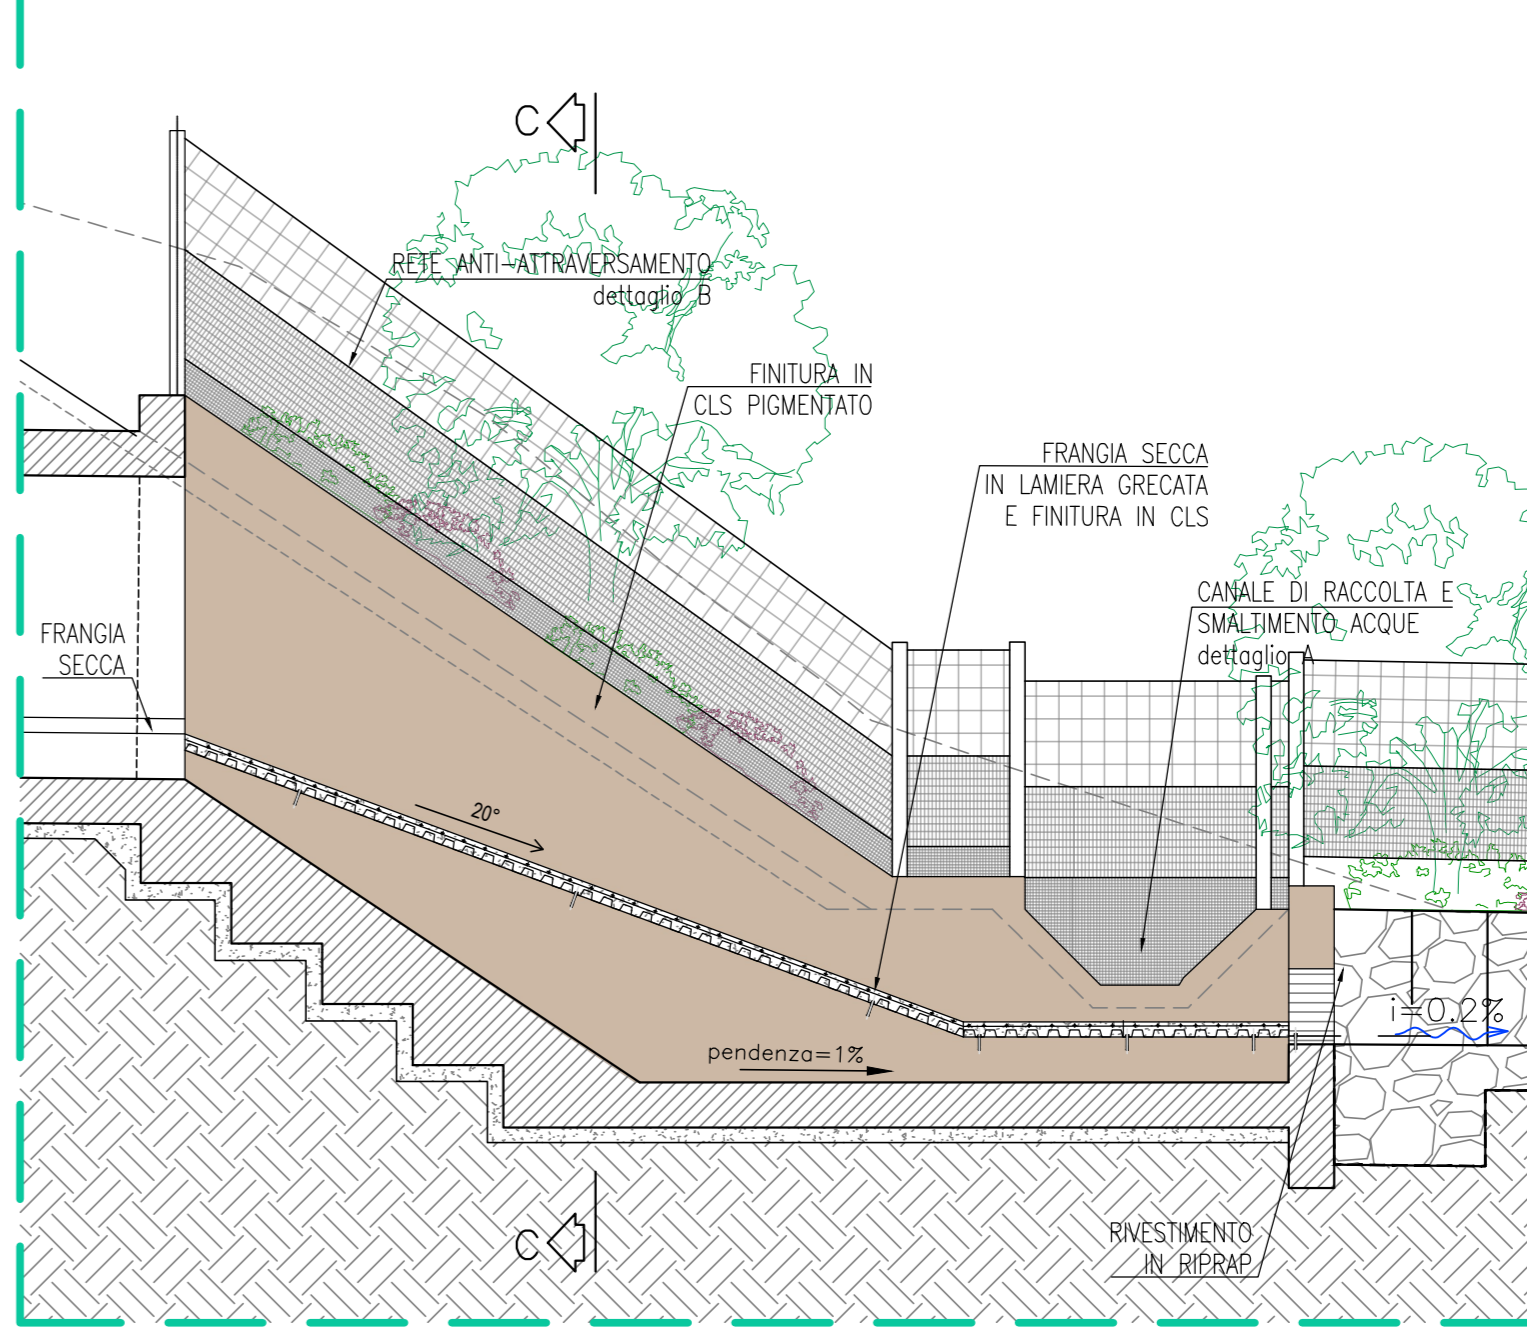 C
RETE ANTI-ATTRAVERSAMENTO
dettaglio B
FINITURA IN
CLS PIGMENTATO
FRANGIA SECCA
IN LAMIERA GRECATA
E FINITURA IN CLS
CANALE DI RACCOLTA E
SMALTIMENTO ACQUE
dettaglio A
FRANGIA
SECCA
20°
i=0.2%
pendenza=1%
RIVESTIMENTO
IN RIPRAP
C